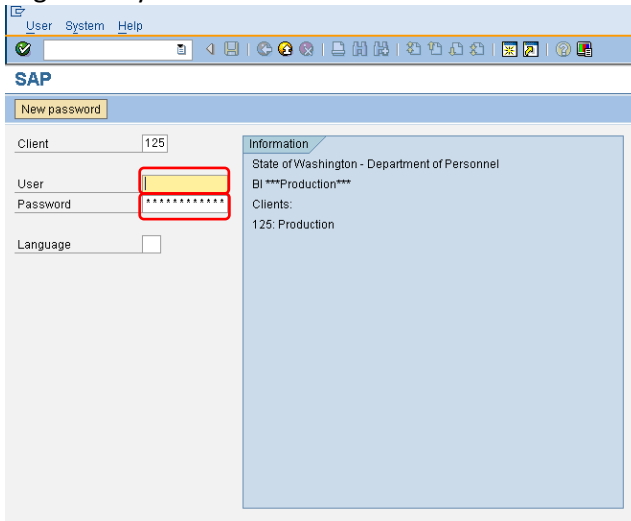 User System Help
SAP
New password
Client 125
Information
State of Washington - Department of Personnel
User
BI ***Production***
Password ************
Clients:
125: Production
Language